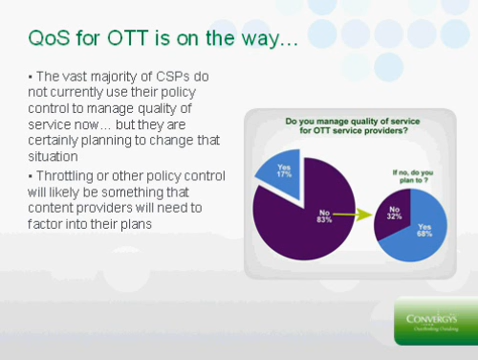 QoS for OTT is on the way…
• The vast majority of CSPs do
not currently use their policy
control to manage quality of
service now… but they are
certainly planning to change that
situation
• Throttling or other policy control
will likely be something that
content providers will need to
factor into their plans
Do you manage quality of service
for OTT service providers?
Yes
17%
No
83%
If no, do you
plan to ?
No
32%
Yes
68%
CONVERGYS